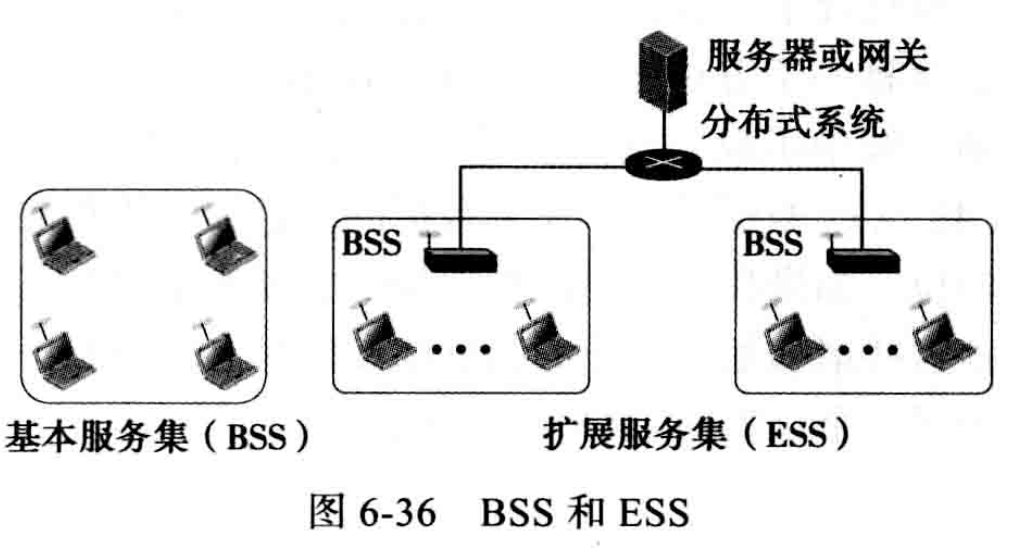 服务器或网关
分布式系统
BSS
BSS
基本服务集（BSS）
扩展服务集（ESS）
图 6-36 BSS 和 ESS